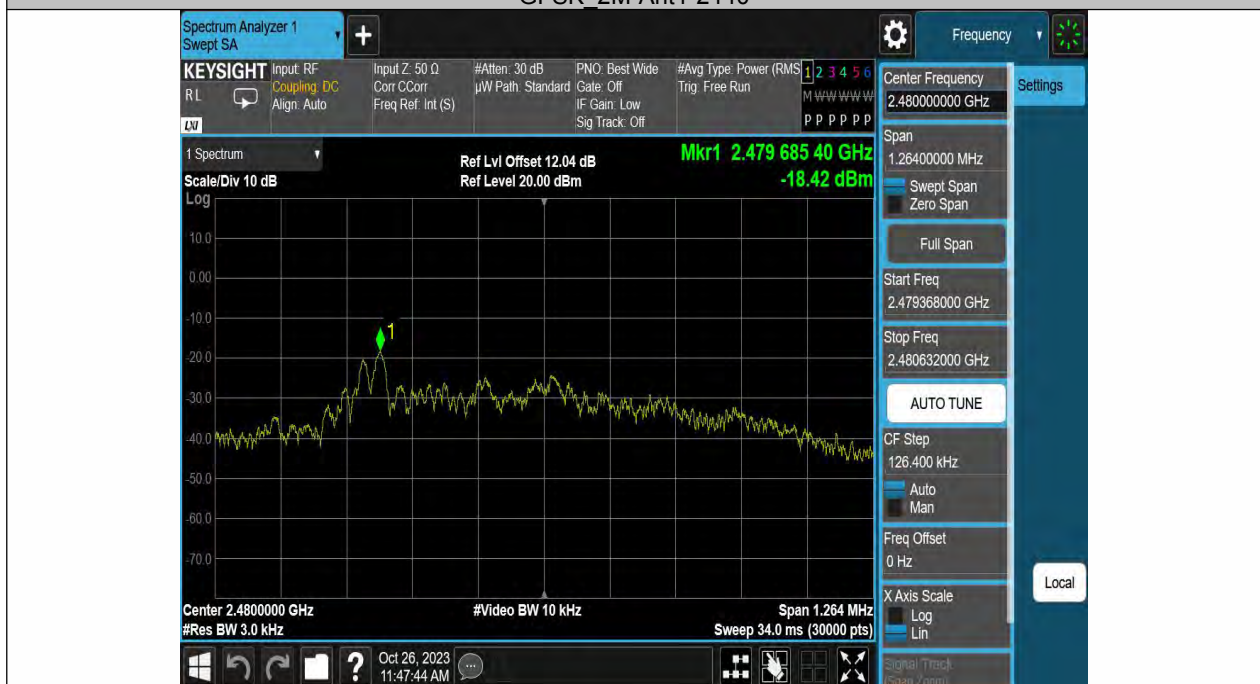 Spectrum Analyzer 1
Swept SA
Frequency
KEYSIGHT
RL
LXI
Input: RF
Coupling: DC
Align: Auto
Input Z: 50 Ω
Corr CCorr
Freq Ref: Int (S)
#Atten: 30 dB
µW Path: Standard
PNO: Best Wide
Gate: Off
IF Gain: Low
Sig Track: Off
#Avg Type: Power (RMS
Trig: Free Run
1 2 3 4 5 6
M W W W W W
P P P P P P
1 Spectrum
Scale/Div 10 dB
Ref Lvl Offset 12.04 dB
Ref Level 20.00 dBm
Mkr1 2.479 685 40 GHz
-18.42 dBm
Log
10.0
0.00
-10.0
-20.0
-30.0
-40.0
-50.0
-60.0
-70.0
1
Center 2.4800000 GHz
#Res BW 3.0 kHz
#Video BW 10 kHz
Span 1.264 MHz
Sweep 34.0 ms (30000 pts)
Oct 26, 2023
11:47:44 AM
Center Frequency
2.480000000 GHz
Span
1.26400000 MHz
Swept Span
Zero Span
Full Span
Start Freq
2.479368000 GHz
Stop Freq
2.480632000 GHz
AUTO TUNE
CF Step
126.400 kHz
Auto
Man
Freq Offset
0 Hz
X Axis Scale
Log
Lin
Signal Track
Settings
Local